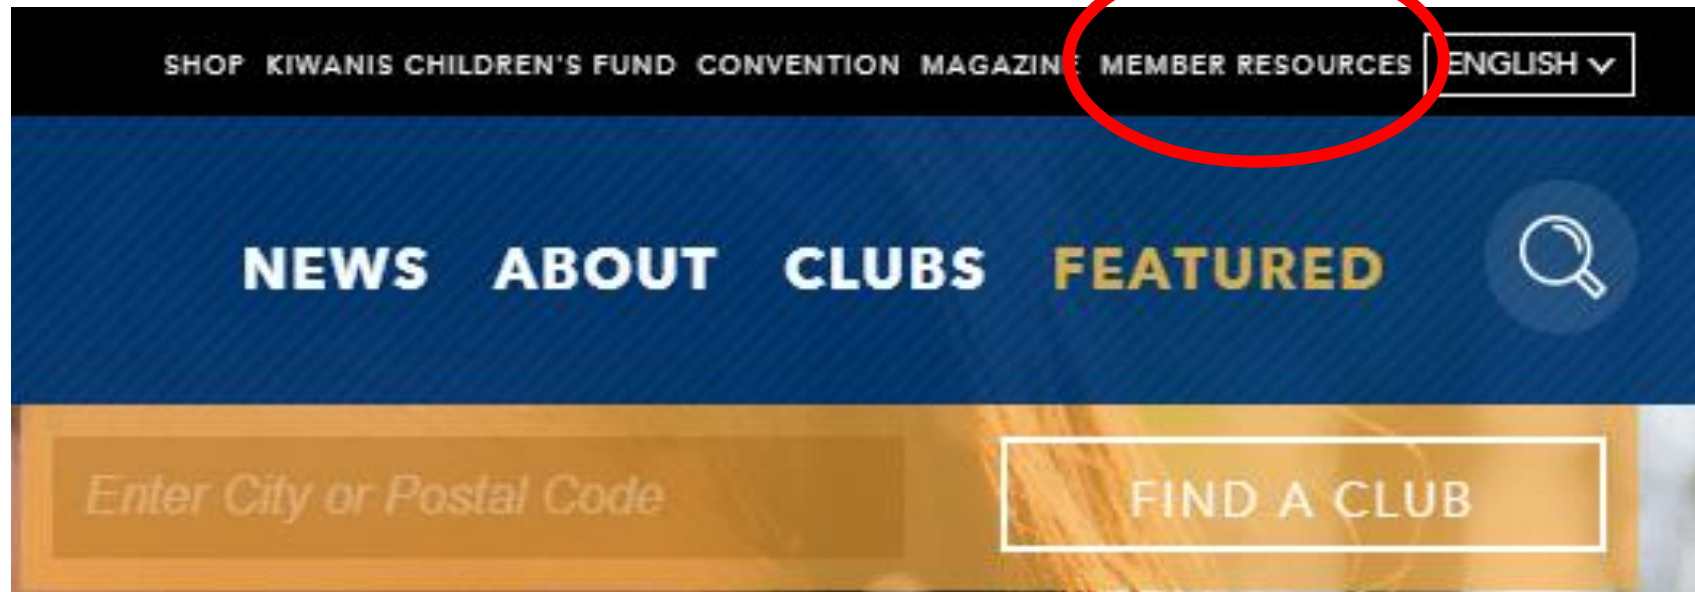 SHOP KIWANIS CHILDREN'S FUND CONVENTION MAGAZINE MEMBER RESOURCES ENGLISH
NEWS ABOUT CLUBS FEATURED
Enter City or Postal Code FIND A CLUB